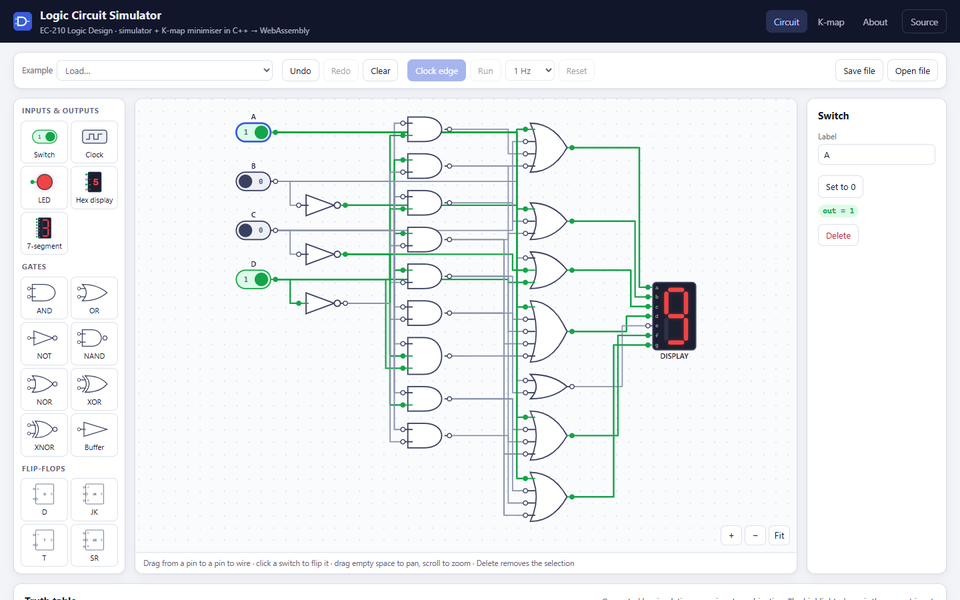 Logic Circuit Simulator
EC-210 Logic Design · simulator + K-map minimiser in C++ → WebAssembly
Circuit
K-map
About
Source
Example
Load...
Undo
Redo
Clear
Clock edge
Run
1 Hz
Reset
Save file
Open file
INPUTS & OUTPUTS
Switch
Clock
LED
Hex display
7-segment
GATES
AND
OR
NOT
NAND
NOR
XOR
XNOR
Buffer
FLIP-FLOPS
D
JK
T
SR
A
1
B
0
C
0
D
1
DISPLAY
+
−
Fit
Drag from a pin to a pin to wire · click a switch to flip it · drag empty space to pan, scroll to zoom · Delete removes the selection
Switch
Label
A
Set to 0
out = 1
Delete